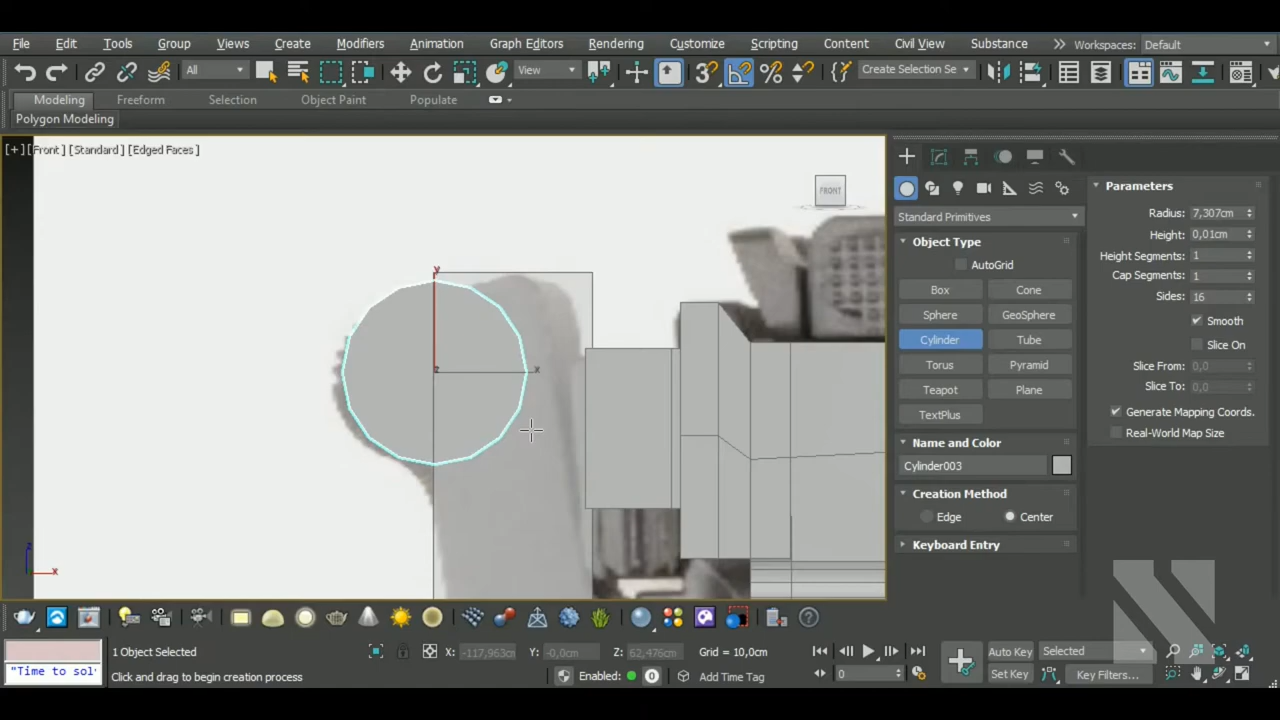 File Edit Tools Group Views Create Modifiers Animation Graph Editors Rendering Customize Scripting Content Civil View Substance Workspaces: Default
All View Create Selection Se
Modeling Freeform Selection Object Paint Populate
Polygon Modeling
[+] [Front] [Standard] [Edged Faces]
FRONT
y
x
z
z
x
Standard Primitives
Object Type
AutoGrid
Box Cone
Sphere GeoSphere
Cylinder Tube
Torus Pyramid
Teapot Plane
TextPlus
Name and Color
Cylinder003
Creation Method
Edge Center
Keyboard Entry
Parameters
Radius: 7,307cm
Height: 0,01cm
Height Segments: 1
Cap Segments: 1
Sides: 16
Smooth
Slice On
Slice From: 0,0
Slice To: 0,0
Generate Mapping Coords.
Real-World Map Size
1 Object Selected X: -117,963cm Y: -0,0cm Z: 62,476cm Grid = 10,0cm Auto Key Selected
"Time to sol Click and drag to begin creation process Enabled: 0 Add Time Tag 0 Set Key Key Filters...